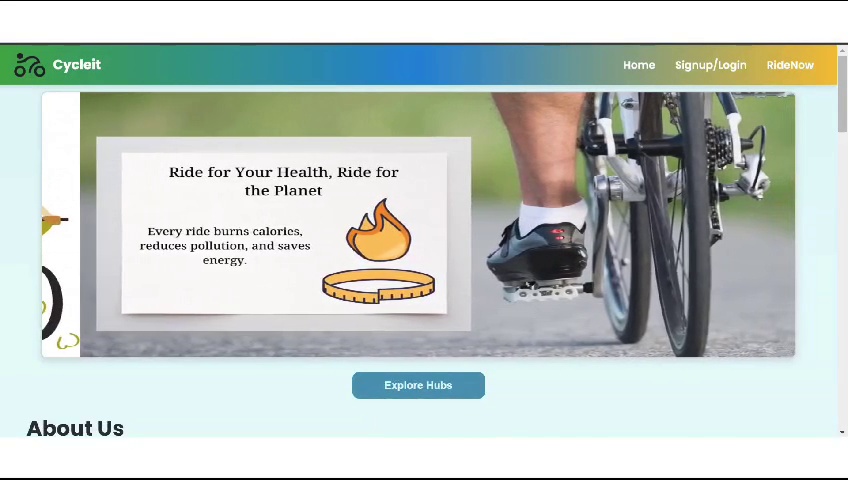 Cycleit
Home Signup/Login RideNow
Ride for Your Health, Ride for
the Planet
Every ride burns calories,
reduces pollution, and saves
energy.
Explore Hubs
About Us